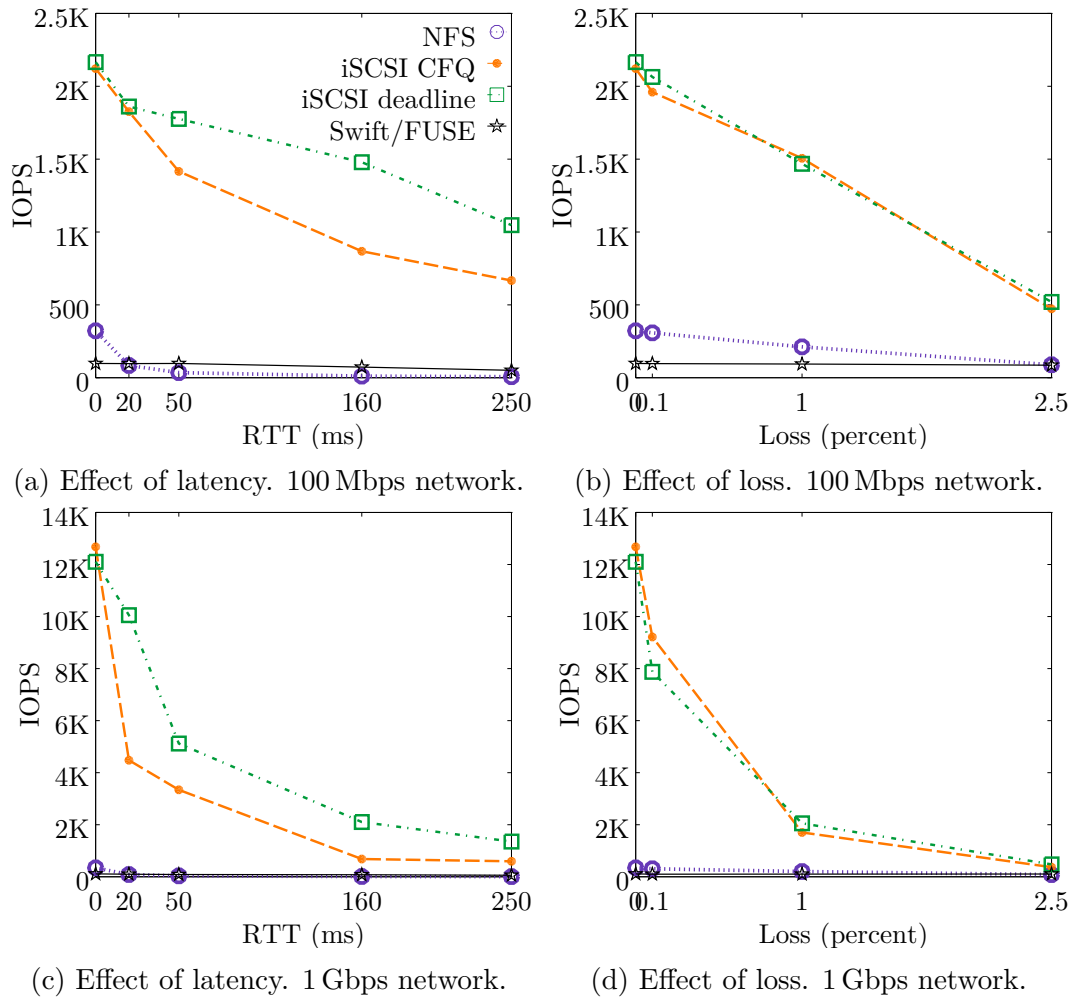 2.5K
2K
1.5K
1K
500
0
IOPS
NFS
iSCSI CFQ
iSCSI deadline
Swift/FUSE
0 20 50 160 250
RTT (ms)
(a) Effect of latency. 100 Mbps network.
2.5K
2K
1.5K
1K
500
0
IOPS
0 0.1 1 2.5
Loss (percent)
(b) Effect of loss. 100 Mbps network.
14K
12K
10K
8K
6K
4K
2K
0
IOPS
0 20 50 160 250
RTT (ms)
(c) Effect of latency. 1 Gbps network.
14K
12K
10K
8K
6K
4K
2K
0
IOPS
0 0.1 1 2.5
Loss (percent)
(d) Effect of loss. 1 Gbps network.